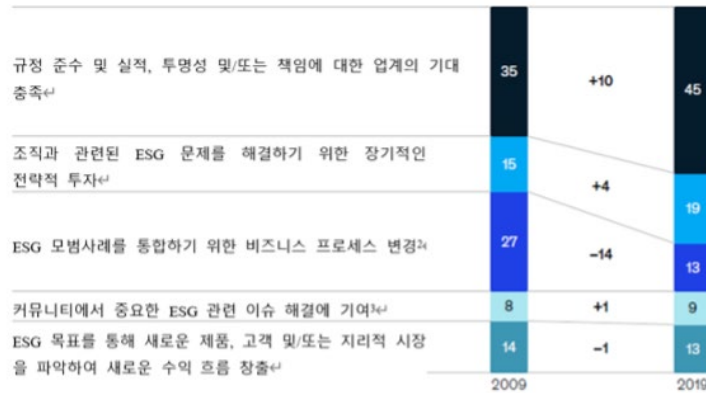 규정 준수 및 실적, 투명성 및/또는 책임에 대한 업계의 기대
충족↵
35
+10
45
조직과 관련된 ESG 문제를 해결하기 위한 장기적인
전략적 투자↵
15
+4
19
ESG 모범사례를 통합하기 위한 비즈니스 프로세스 변경²
27
-14
13
커뮤니티에서 중요한 ESG 관련 이슈 해결에 기여³↵
8
+1
9
ESG 목표를 통해 새로운 제품, 고객 및/또는 지리적 시장
을 파악하여 새로운 수익 흐름 창출↵
14
-1
13
2009
2019